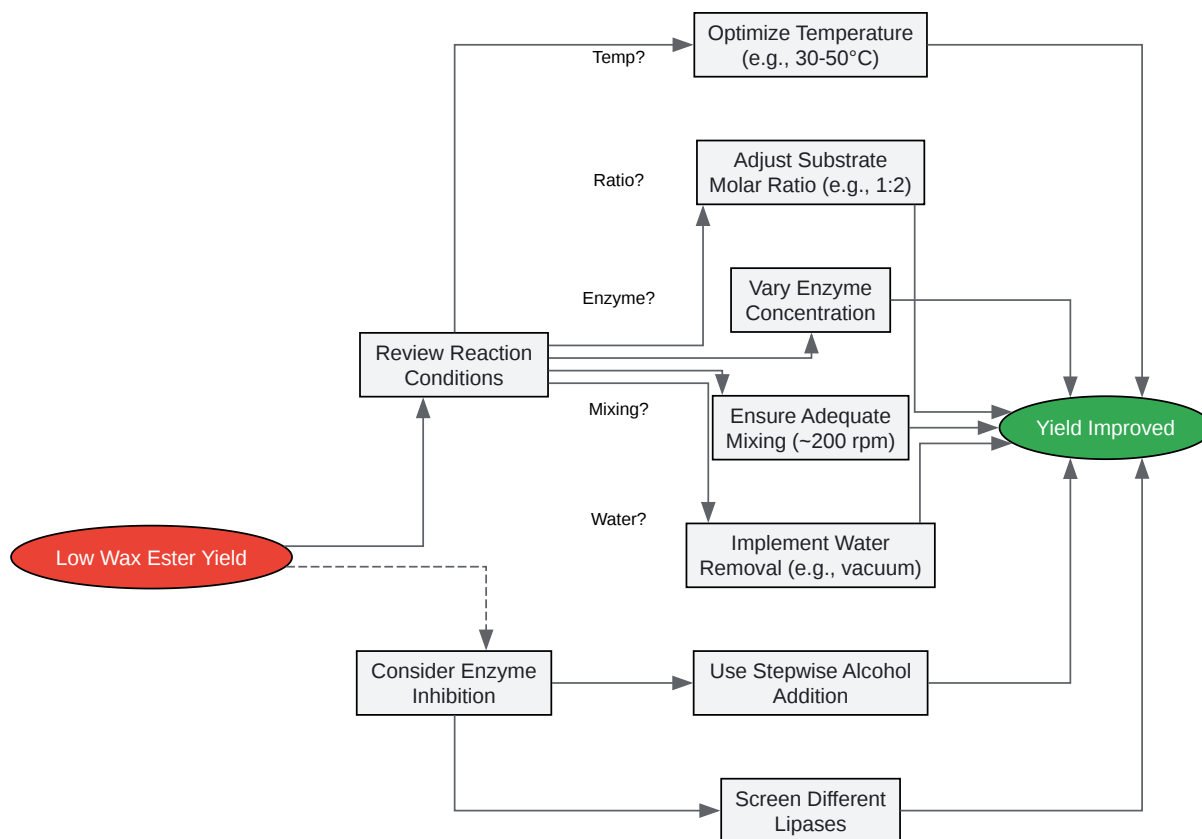 Optimize Temperature
(e.g., 30-50°C)
Temp?
Adjust Substrate
Molar Ratio (e.g., 1:2)
Ratio?
Vary Enzyme
Concentration
Enzyme?
Review Reaction
Conditions
Mixing?
Ensure Adequate
Mixing (~200 rpm)
Yield Improved
Water?
Implement Water
Removal (e.g., vacuum)
Low Wax Ester Yield
Consider Enzyme
Inhibition
Use Stepwise Alcohol
Addition
Screen Different
Lipases